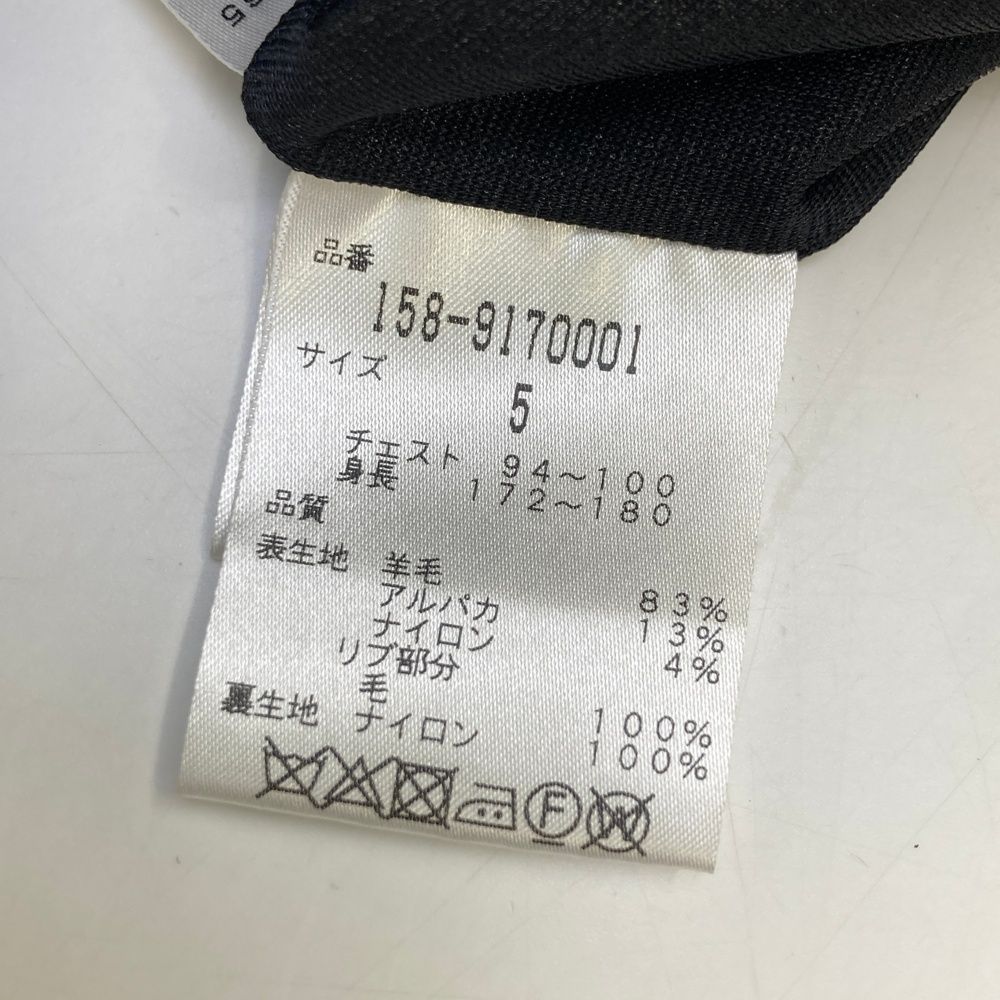 5
品番
158-9170001
サイズ
5
チェスト 94~100
身長 172~180
品質
表生地 羊毛 83%
アルパカ 13%
ナイロン 4%
リブ部分
毛 100%
裏生地 ナイロン 100%
F
W